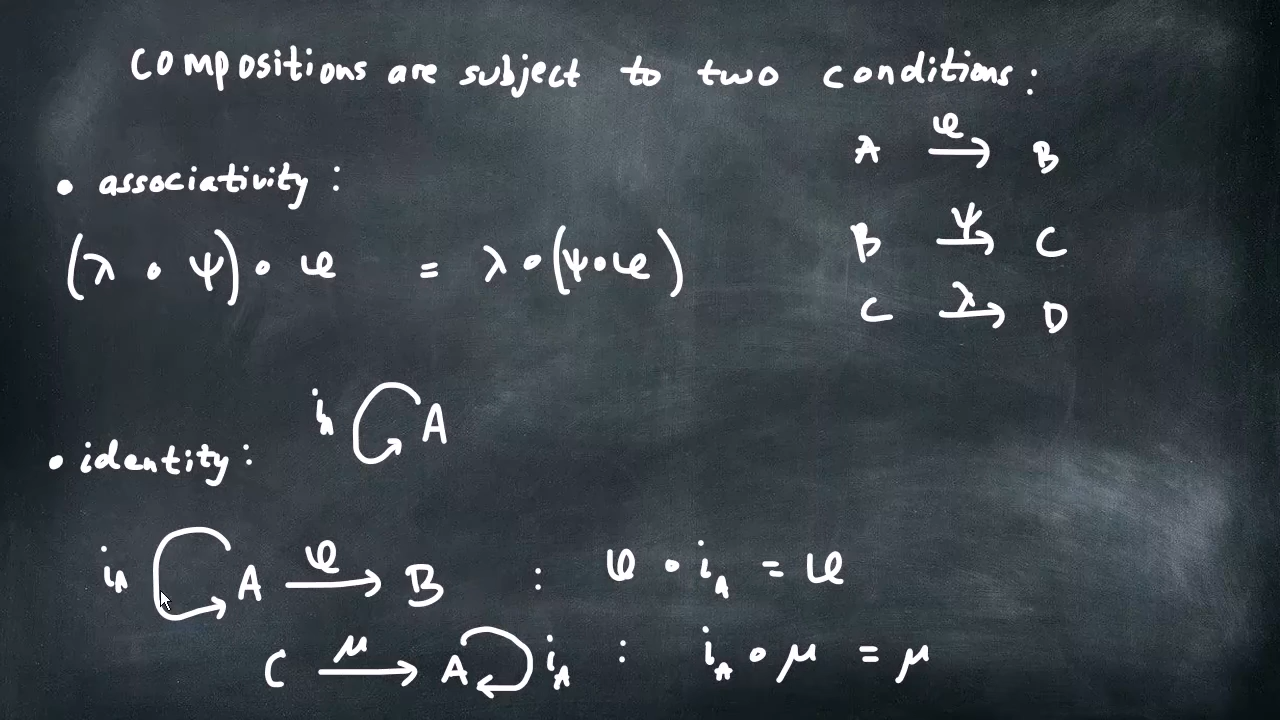 Compositions are subject to two conditions:
A φ→ B
• associativity:
B ψ→ C
(λ ∘ ψ) ∘ φ = λ ∘ (ψ ∘ φ)
C λ→ D
i_A A
• identity:
i_A A φ→ B : φ ∘ i_A = φ
C μ→ A i_A : i_A ∘ μ = μ